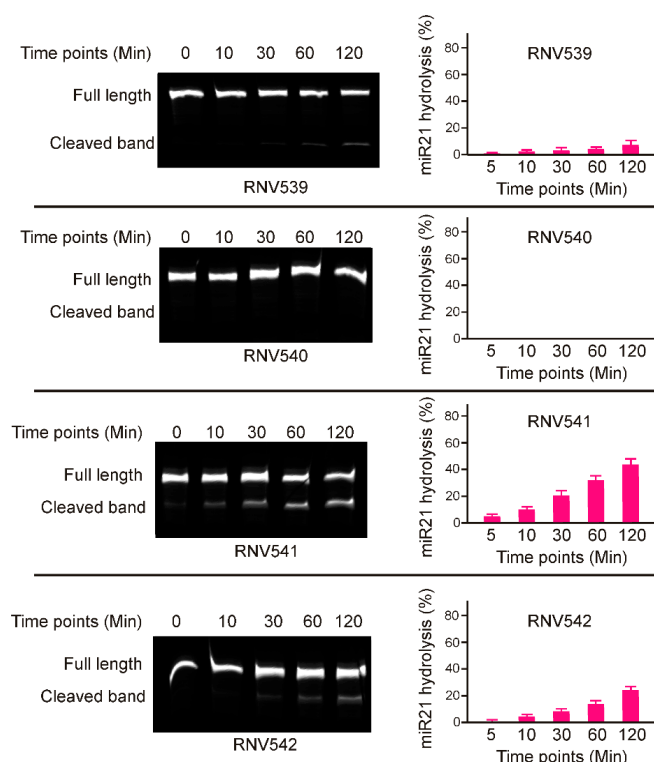 Time points (Min) 0 10 30 60 120
Full length
Cleaved band
RNV539
miR21 hydrolysis (%)
80
60
40
20
0
RNV539
5 10 30 60 120
Time points (Min)
Time points (Min) 0 10 30 60 120
Full length
Cleaved band
RNV540
miR21 hydrolysis (%)
80
60
40
20
0
RNV540
5 10 30 60 120
Time points (Min)
Time points (Min) 0 10 30 60 120
Full length
Cleaved band
RNV541
miR21 hydrolysis (%)
80
60
40
20
0
RNV541
5 10 30 60 120
Time points (Min)
Time points (Min) 0 10 30 60 120
Full length
Cleaved band
RNV542
miR21 hydrolysis (%)
80
60
40
20
0
RNV542
5 10 30 60 120
Time points (Min)